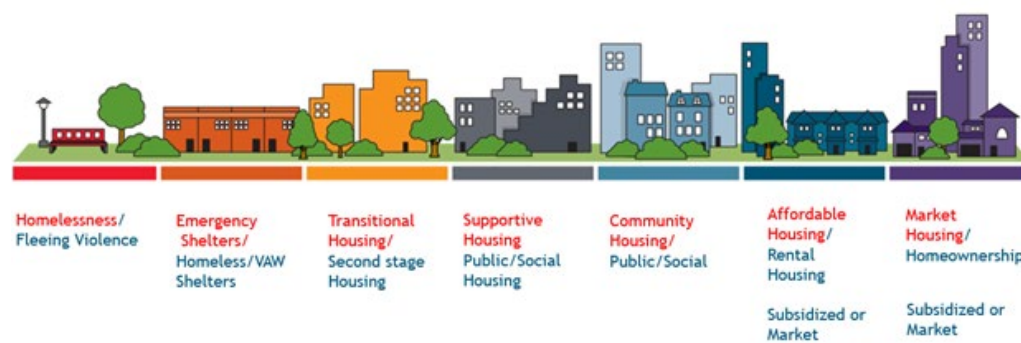 Homelessness/
Fleeing Violence
Emergency
Shelters/
Homeless/VAW
Shelters
Transitional
Housing/
Second stage
Housing
Supportive
Housing
Public/Social
Housing
Community
Housing/
Public/Social
Affordable
Housing/
Rental
Housing
Subsidized or
Market
Market
Housing/
Homeownership
Subsidized or
Market